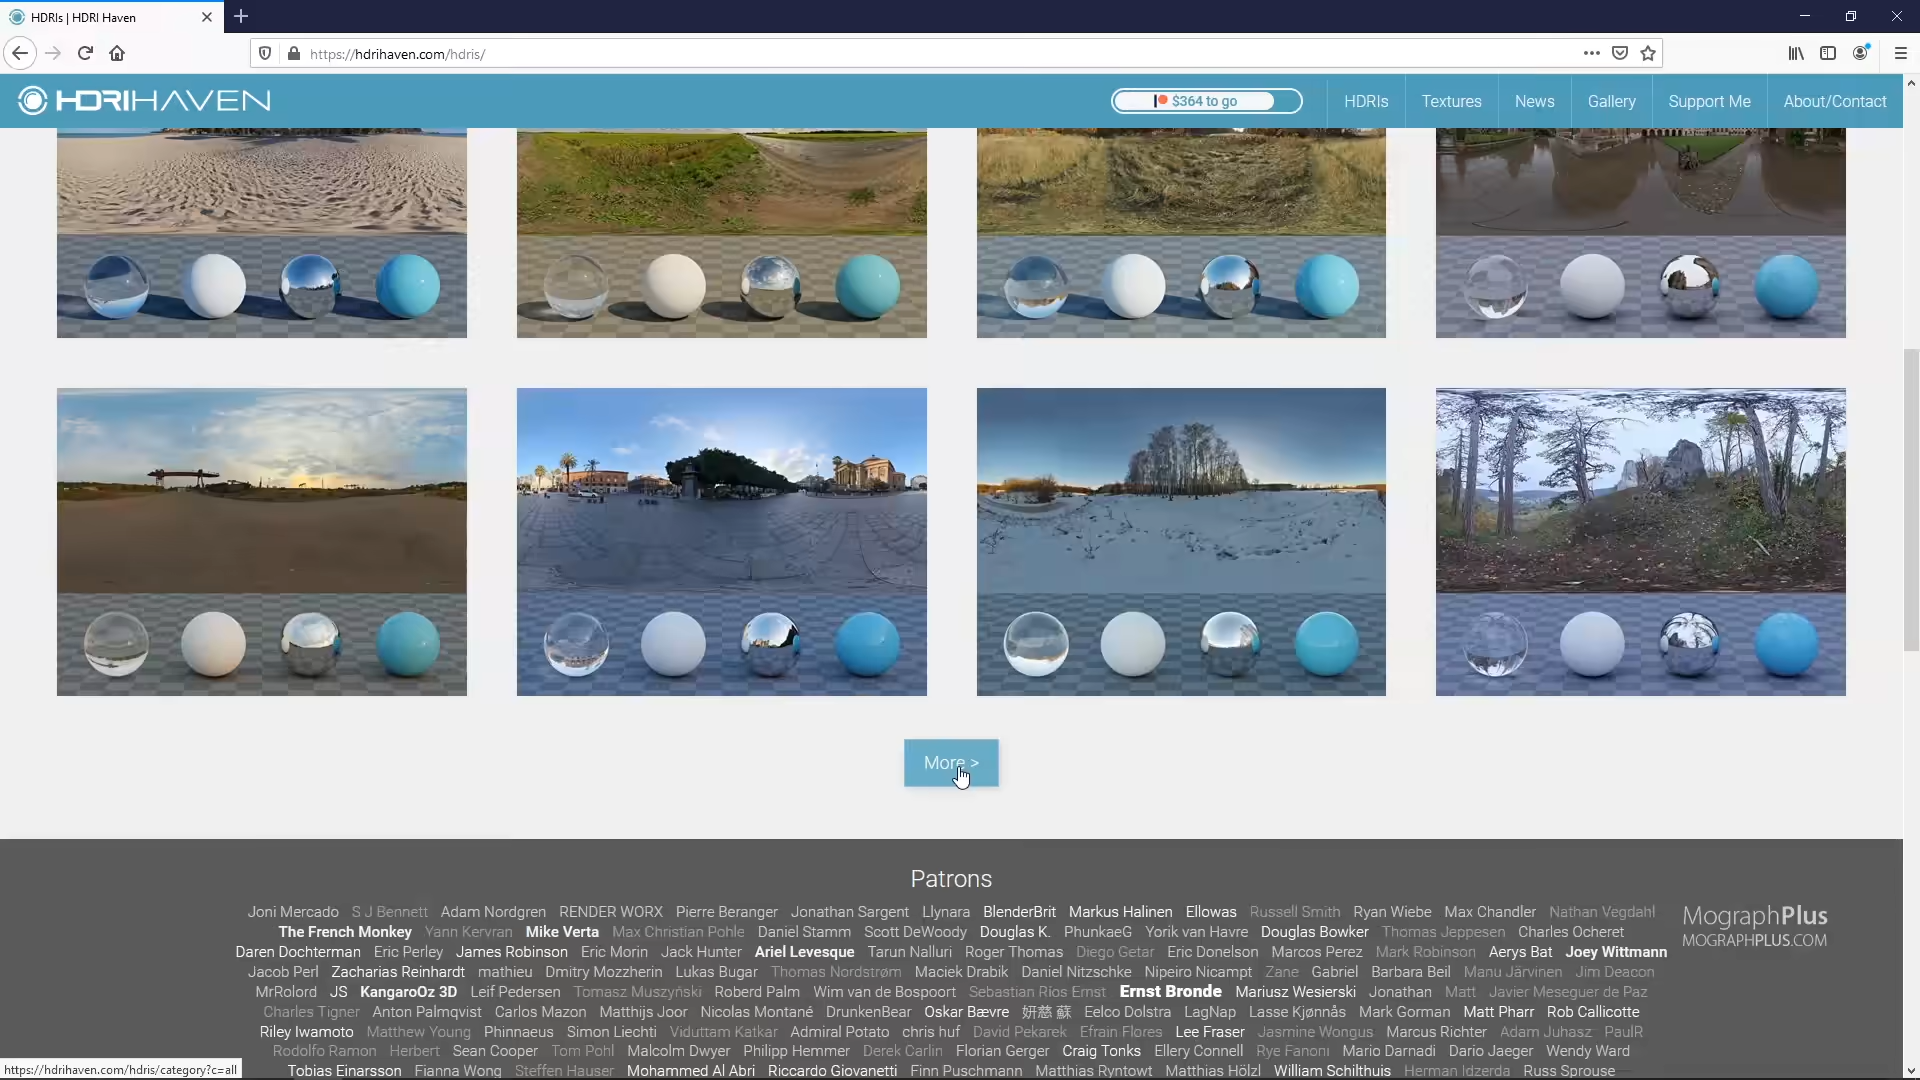 HDRIs | HDRI Haven
https://hdrihaven.com/hdris/
HDRIHAVEN
$364 to go
HDRIs
Textures
News
Gallery
Support Me
About/Contact
More >
Patrons
Joni Mercado S J Bennett Adam Nordgren RENDER WORX Pierre Beranger Jonathan Sargent Llynara BlenderBrit Markus Halinen Ellowas Russell Smith Ryan Wiebe Max Chandler Nathan Vegdahl
The French Monkey Yann Kervran Mike Verta Max Christian Pohle Daniel Stamm Scott DeWoody Douglas K. PhunkaeG Yorik van Havre Douglas Bowker Thomas Jeppesen Charles Ocheret
Daren Dochterman Eric Perley James Robinson Eric Morin Jack Hunter Ariel Levesque Tarun Nalluri Roger Thomas Diego Getar Eric Donelson Marcos Perez Mark Robinson Aerys Bat Joey Wittmann
Jacob Perl Zacharias Reinhardt mathieu Dmitry Mozzherin Lukas Bugar Thomas Nordstrøm Maciek Drabik Daniel Nitzschke Nipeiro Nicampt Zane Gabriel Barbara Beil Manu Järvinen Jim Deacon
MrRolord JS KangaroOz 3D Leif Pedersen Tomasz Muszyński Roberd Palm Wim van de Bospoort Sebastian Ríos Ernst Ernst Bronde Mariusz Wesierski Jonathan Matt Javier Meseguer de Paz
Charles Tigner Anton Palmqvist Carlos Mazon Matthijs Joor Nicolas Montané DrunkenBear Oskar Bævre 妍慈 蘇 Eelco Dolstra LagNap Lasse Kjønnås Mark Gorman Matt Pharr Rob Callicotte
Riley Iwamoto Matthew Young Phinnaeus Simon Liechti Viduttam Katkar Admiral Potato chris huf David Pekarek Efrain Flores Lee Fraser Jasmine Wongus Marcus Richter Adam Juhasz PaulR
Rodolfo Ramon Herbert Sean Cooper Tom Pohl Malcolm Dwyer Philipp Hemmer Derek Carlin Florian Gerger Craig Tonks Ellery Connell Rye Fanoni Mario Darnadi Dario Jaeger Wendy Ward
Tobias Einarsson Fianna Wong Steffen Hauser Mohammed Al Abri Riccardo Giovanetti Finn Puschmann Matthias Ryntowt Matthias Hölzl William Schilthuis Herman Idzerda Russ Sprouse
MographPlus
MOGRAPHPLUS.COM
https://hdrihaven.com/hdris/category?c=all